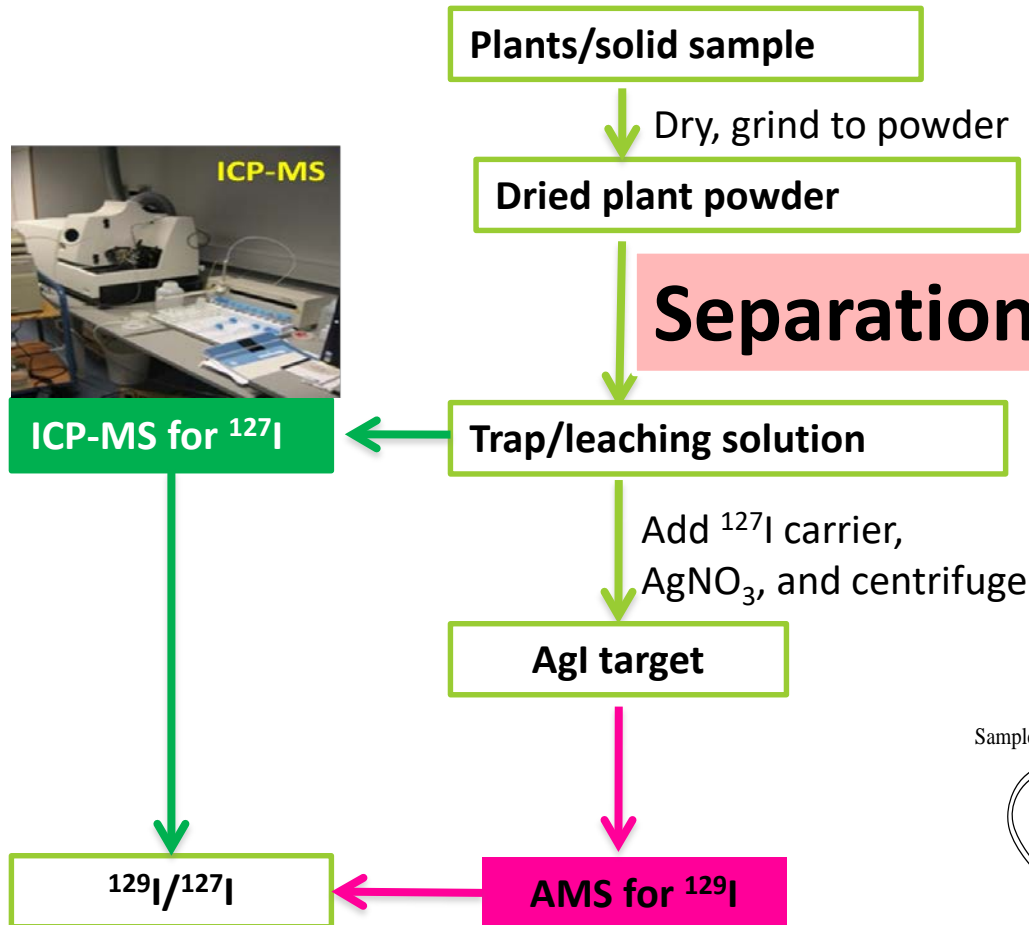 Plants/solid sample
Dry, grind to powder
ICP-MS
Dried plant powder
Separation
ICP-MS for ¹²⁷I
Trap/leaching solution
Add ¹²⁷I carrier,
AgNO₃, and centrifuge
AgI target
Sample
¹²⁹I/¹²⁷I
AMS for ¹²⁹I